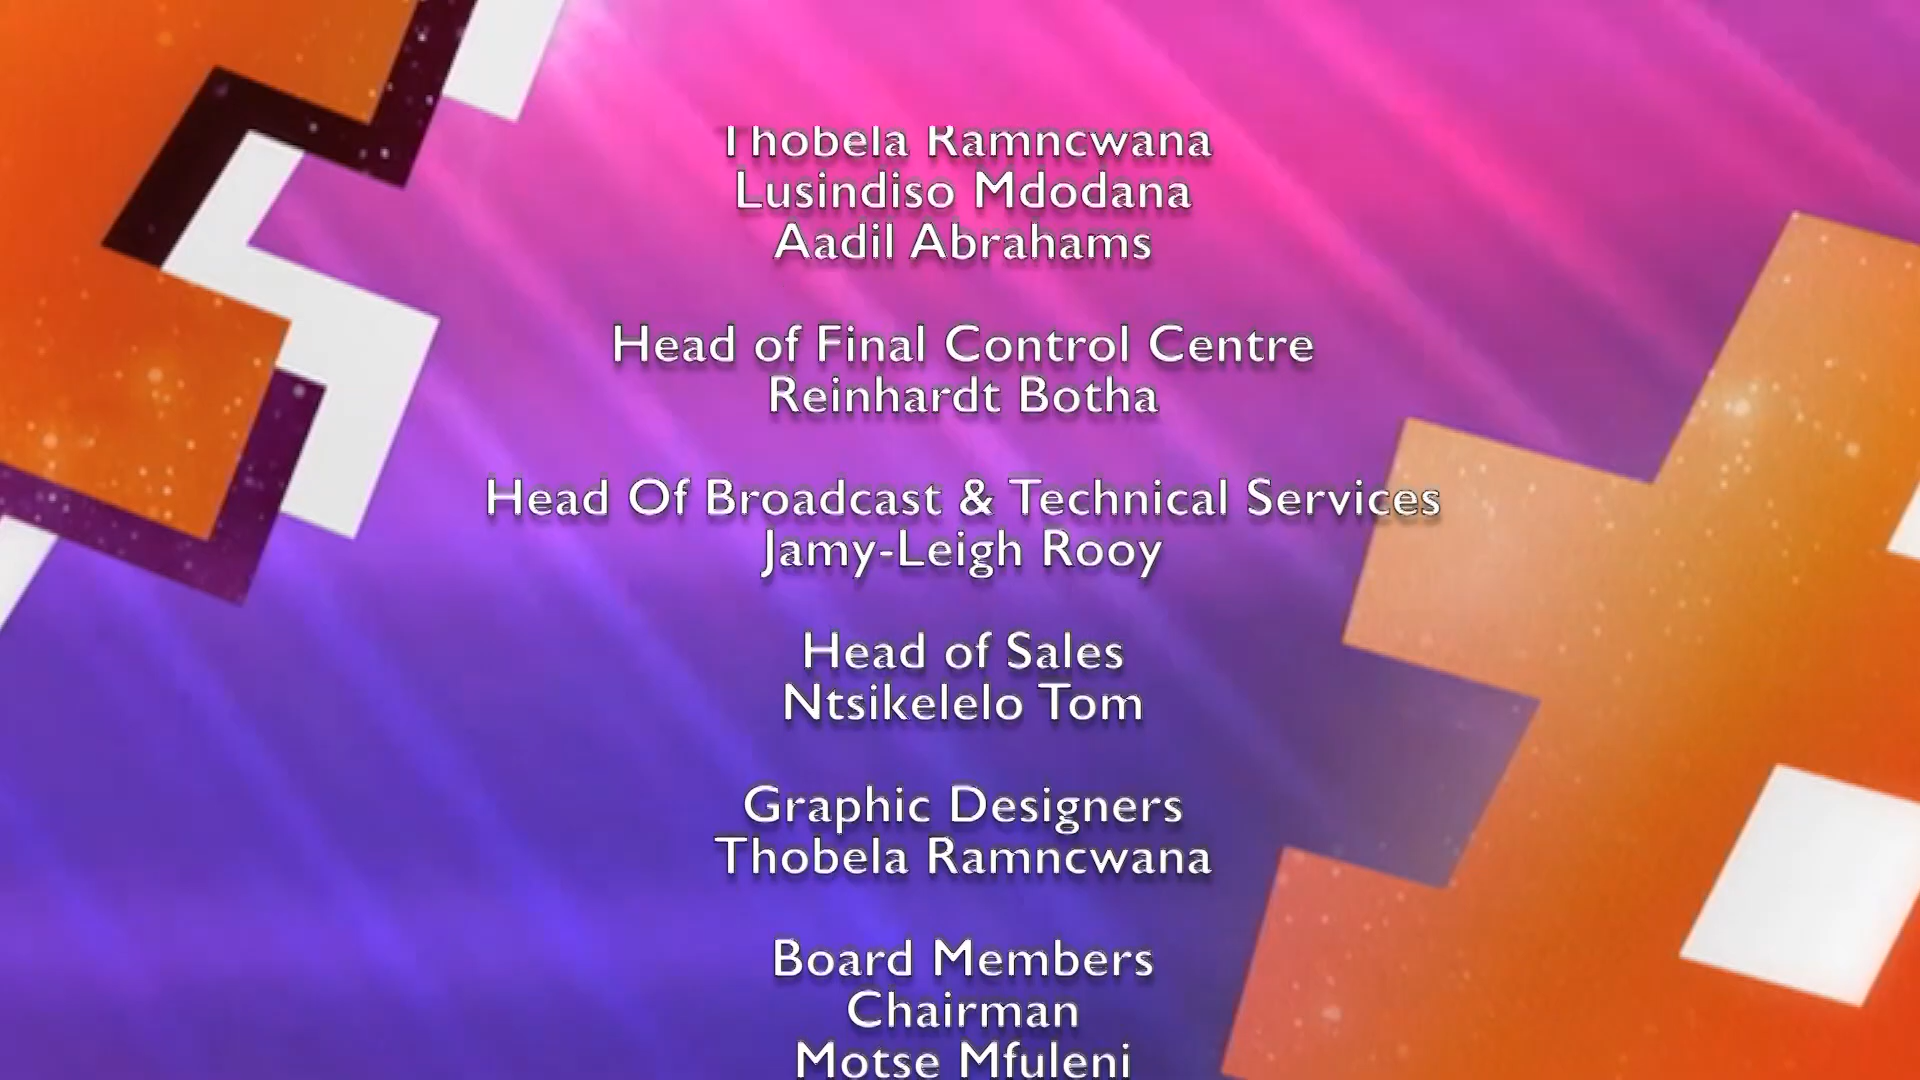 Thobela Ramncwana
Lusindiso Mdodana
Aadil Abrahams
Head of Final Control Centre
Reinhardt Botha
Head Of Broadcast & Technical Services
Jamy-Leigh Rooy
Head of Sales
Ntsikelelo Tom
Graphic Designers
Thobela Ramncwana
Board Members
Chairman
Motse Mfuleni